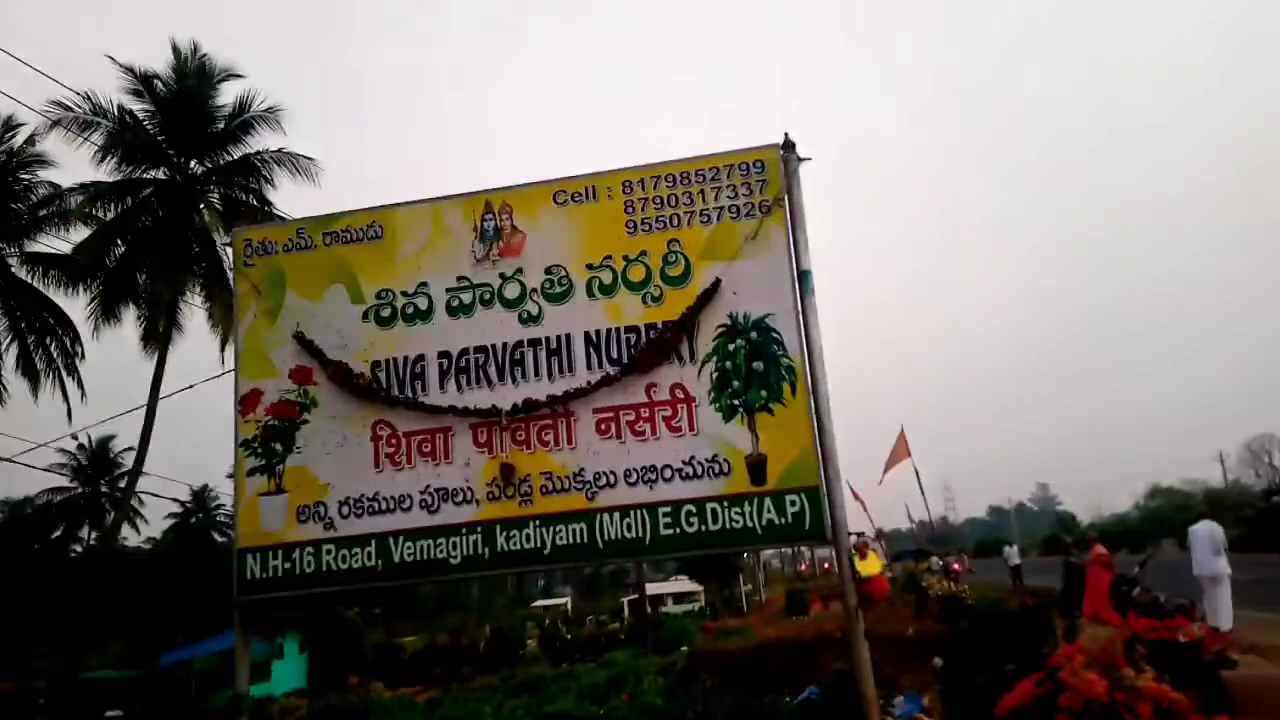 రైతు: ఎమ్. రాముడు
Cell : 8179852799
8790317337
9550757926
శివ పార్వతి నర్సరీ
SIVA PARVATHI
शिवा पार्वती नर्सरी
అన్ని రకముల పూలు, పండ్ల మొక్కలు లభించును
N.H-16 Road, Vemagiri, kadiyam (Mdl) E.G.Dist(A.P)